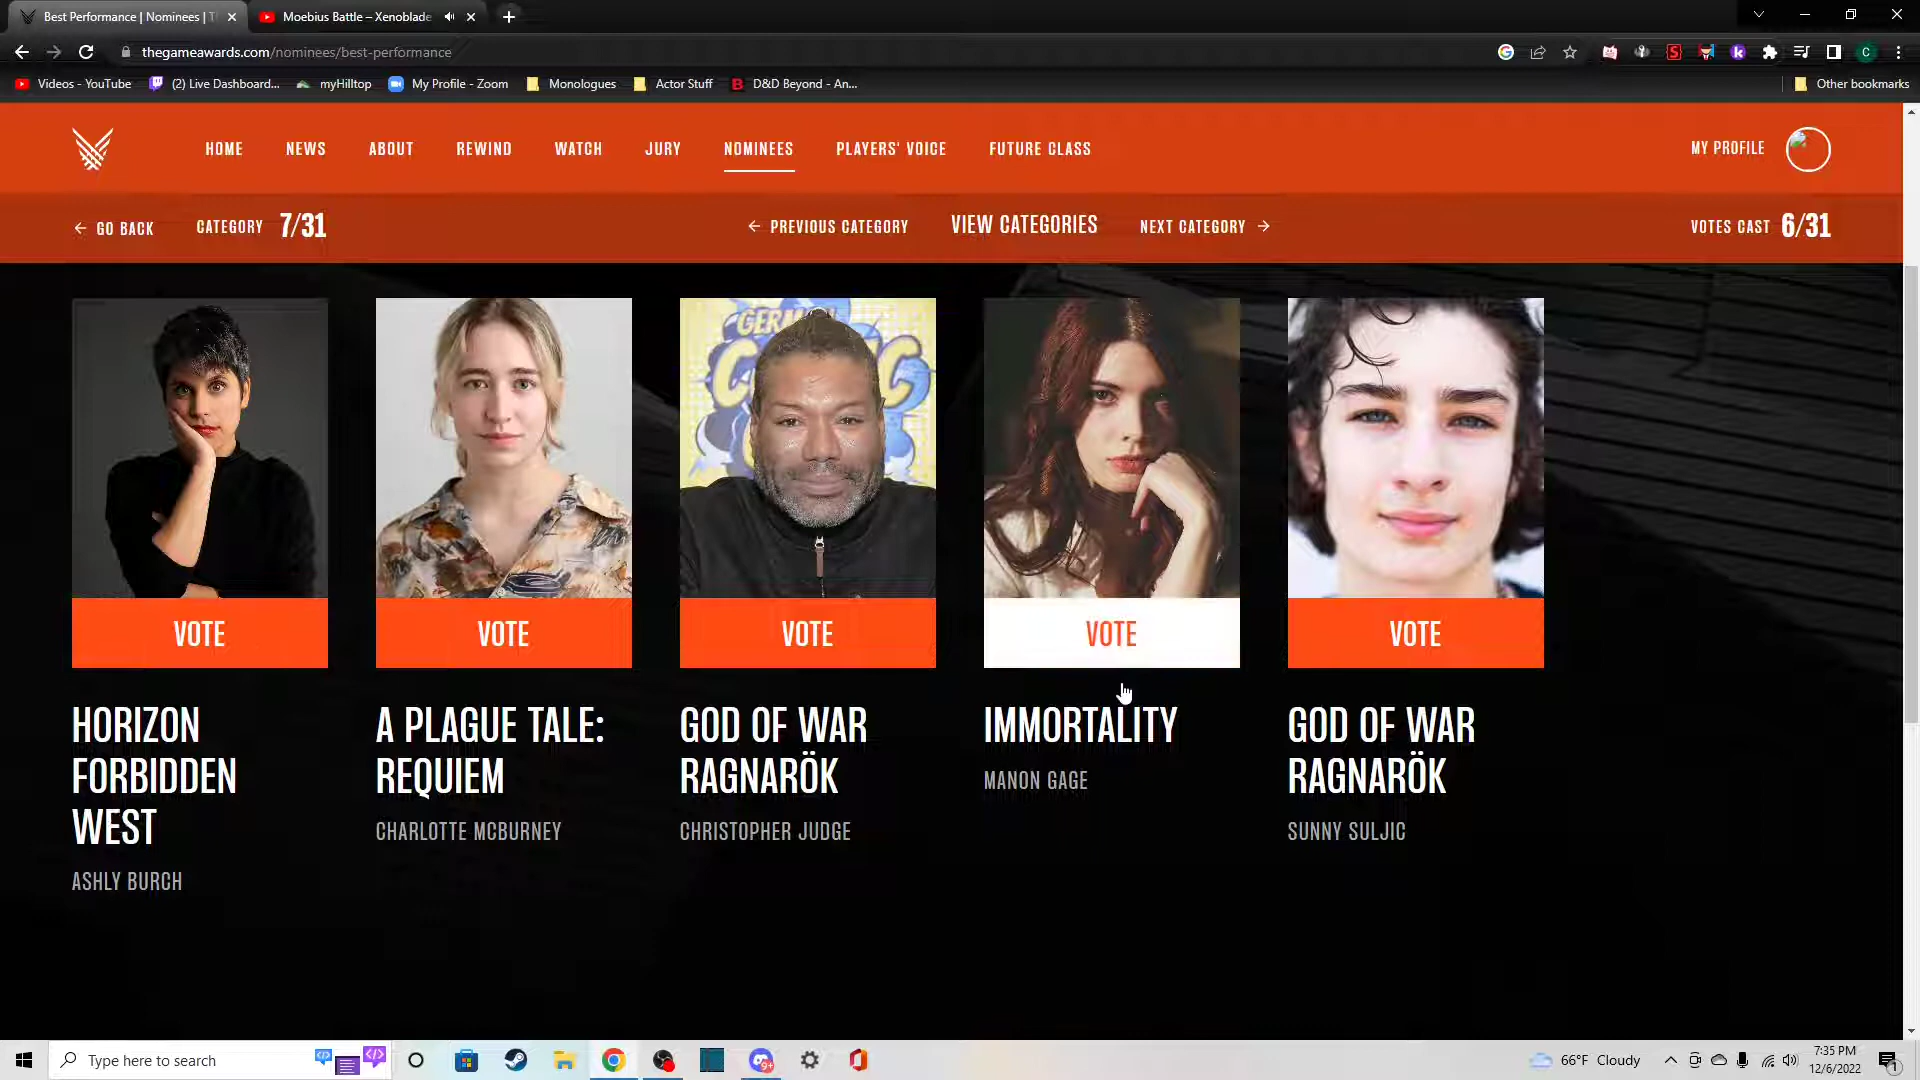 Best Performance | Nominees | T
Moebius Battle – Xenoblade
thegameawards.com/nominees/best-performance
Videos - YouTube
(2) Live Dashboard...
myHilltop
My Profile - Zoom
Monologues
Actor Stuff
D&D Beyond - An...
Other bookmarks
HOME
NEWS
ABOUT
REWIND
WATCH
JURY
NOMINEES
PLAYERS' VOICE
FUTURE CLASS
MY PROFILE
GO BACK
CATEGORY 7/31
PREVIOUS CATEGORY
VIEW CATEGORIES
NEXT CATEGORY
VOTES CAST 6/31
VOTE
VOTE
VOTE
VOTE
VOTE
HORIZON
FORBIDDEN
WEST
ASHLY BURCH
A PLAGUE TALE:
REQUIEM
CHARLOTTE MCBURNEY
GOD OF WAR
RAGNARÖK
CHRISTOPHER JUDGE
IMMORTALITY
MANON GAGE
GOD OF WAR
RAGNARÖK
SUNNY SULJIC
Type here to search
66°F Cloudy
7:35 PM
12/6/2022